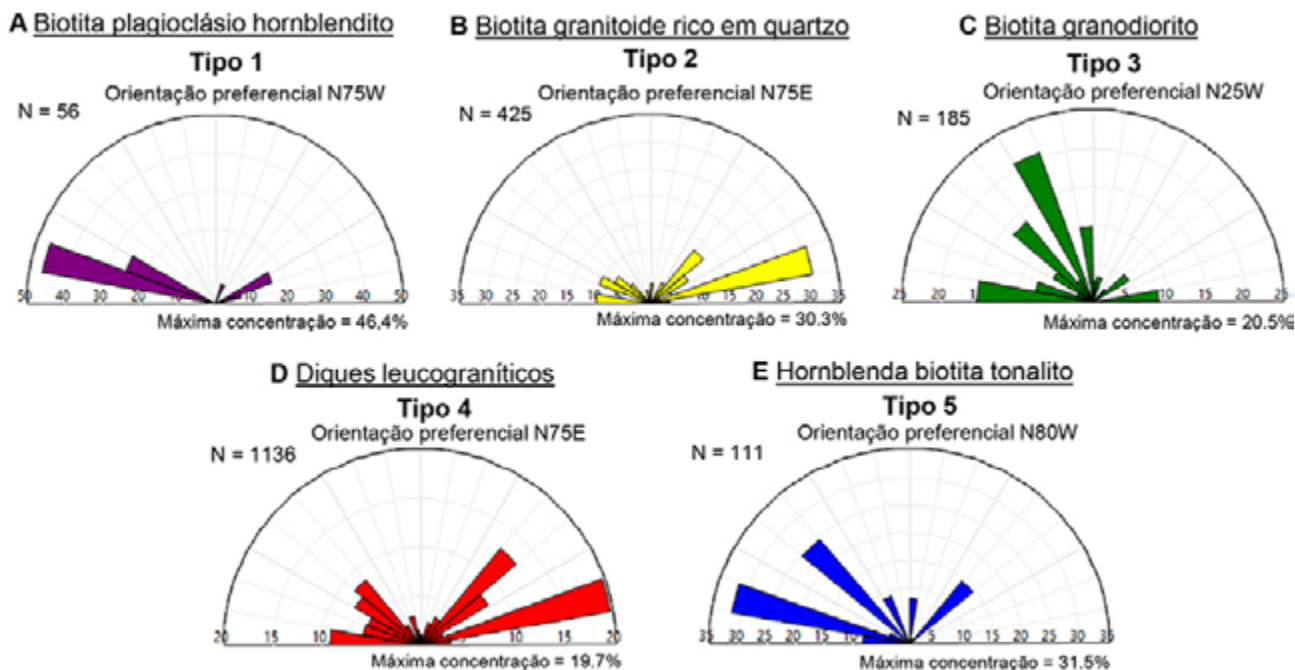 A Biotita plagioclásio hornblendito
Tipo 1
Orientação preferencial N75W
N = 56
50 40 30 20 10 10 20 30 40 50
Máxima concentração = 46,4%
B Biotita granitoide rico em quartzo
Tipo 2
Orientação preferencial N75E
N = 425
35 30 25 20 15 10 10 15 20 25 30 35
Máxima concentração = 30.3%
C Biotita granodiorito
Tipo 3
Orientação preferencial N25W
N = 185
25 20 5 10 15 20 25
Máxima concentração = 20.5%
D Diques leucograníticos
Tipo 4
Orientação preferencial N75E
N = 1136
20 15 10 10 15 20
Máxima concentração = 19.7%
E Hornblenda biotita tonalito
Tipo 5
Orientação preferencial N80W
N = 111
35 30 25 20 15 10 5 10 15 20 25 30 35
Máxima concentração = 31.5%